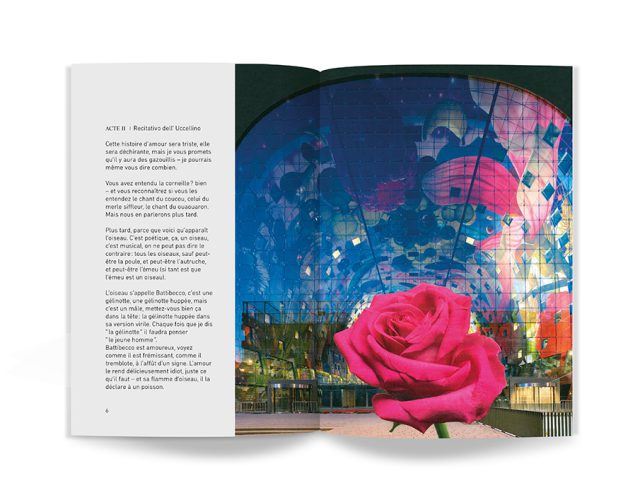 ACTE II | Recitativo dell' Uccellino
Cette histoire d'amour sera triste, elle
sera déchirante, mais je vous promets
qu'il y aura des gazouillis – je pourrais
même vous dire combien.
Vous avez entendu la corneille? bien
– et vous reconnaîtrez si vous les
entendez le chant du coucou, celui du
merle siffleur, le chant du ouaouaron.
Mais nous en parlerons plus tard.
Plus tard, parce que voici qu'apparaît
l'oiseau. C'est poétique, ça, un oiseau,
c'est musical, on ne peut pas dire le
contraire: tous les oiseaux, sauf peut-
être la poule, et peut-être l'autruche,
et peut-être l'émou (si tant est que
l'émeu est un oiseau).
L'oiseau s'appelle Battibecco, c'est une
gélinotte, une gélinotte huppée, mais
c'est un mâle, mettez-vous bien ça
dans la tête: la gélinotte huppée dans
sa version virile. Chaque fois que je dis
"la gélinotte" il faudra penser
"le jeune homme".
Battibecco est amoureux, voyez
comme il est frémissant, comme il
tremblote, à l'affût d'un signe. L'amour
le rend délicieusement idiot, juste ce
qu'il faut – et sa flamme d'oiseau, il la
déclare à un poisson.
6